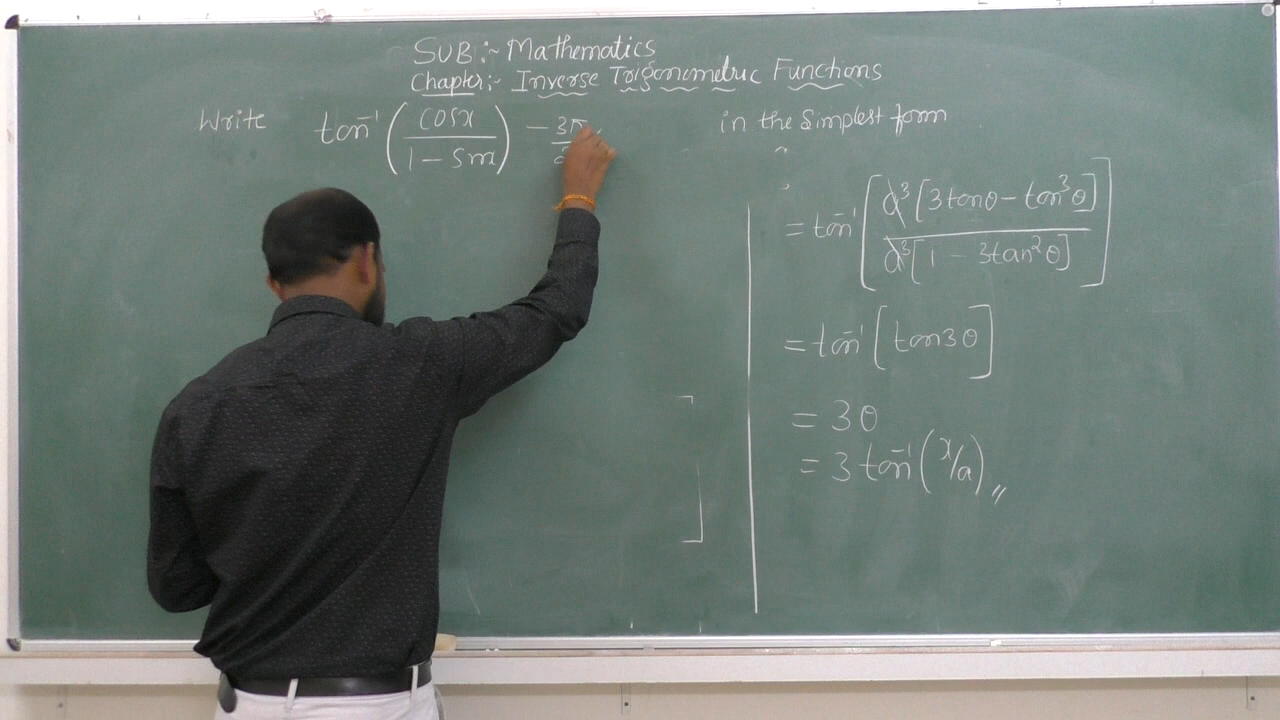 SUB:- Mathematics
Chapter:- Inverse Trigonometric Functions
Write tan⁻¹ (cosx / 1 - sinx) - 3π in the Simplest form
= tan⁻¹ [a³ [3tanθ - tan³θ] / a³ [1 - 3tan²θ]]
= tan⁻¹ [tan3θ]
= 3θ
= 3 tan⁻¹ (x/a) ,,